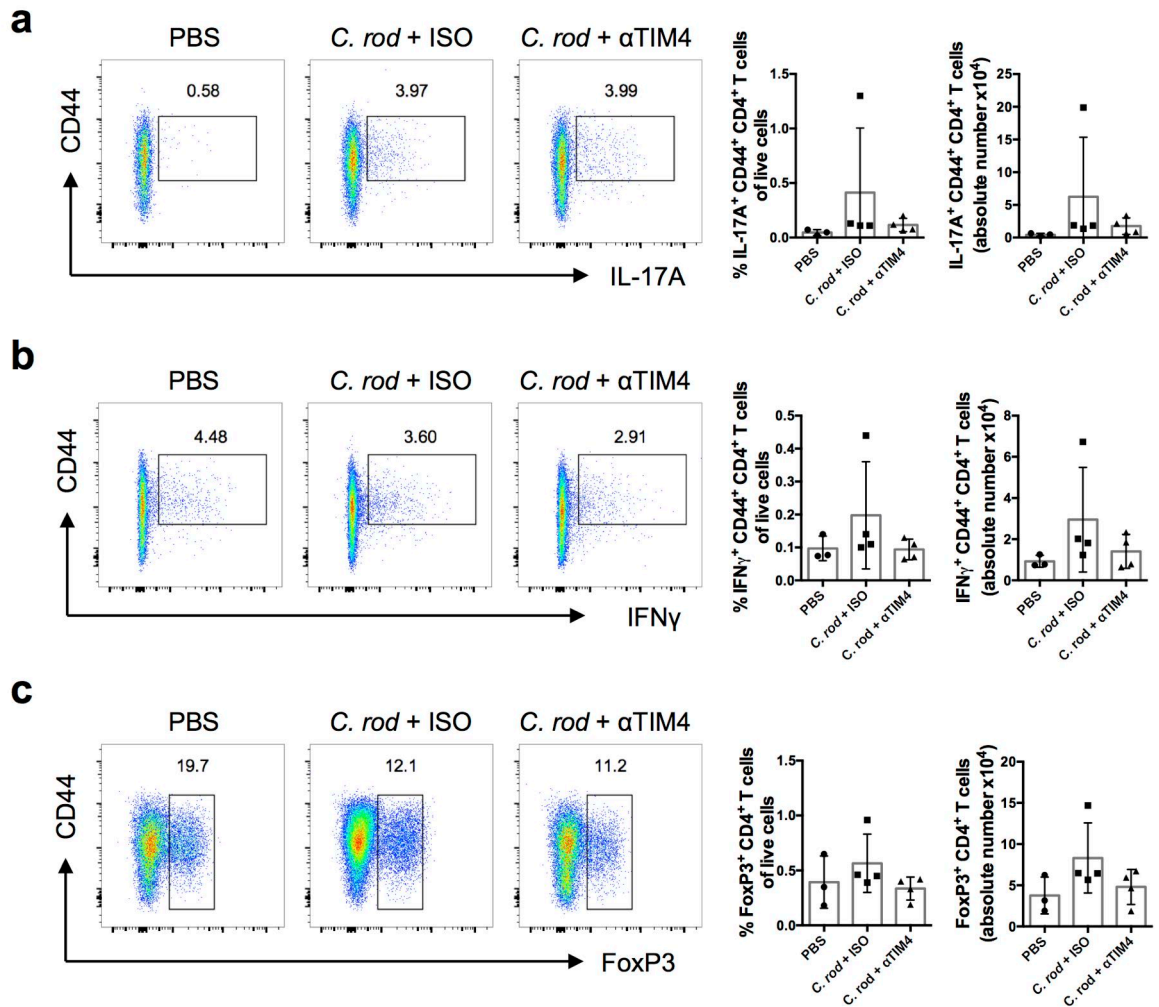 a
PBS
C. rod + ISO
C. rod + αTIM4
0.58
3.97
3.99
CD44
IL-17A
% IL-17A+ CD44+ CD4+ T cells
of live cells
1.5
1.0
0.5
0.0
PBS
C. rod + ISO
C. rod + αTIM4
IL-17A+ CD44+ CD4+ T cells
(absolute number x10⁴)
25
20
15
10
5
0
PBS
C. rod + ISO
C. rod + αTIM4
b
PBS
C. rod + ISO
C. rod + αTIM4
4.48
3.60
2.91
CD44
IFNγ
% IFNγ+ CD44+ CD4+ T cells
of live cells
0.5
0.4
0.3
0.2
0.1
0.0
PBS
C. rod + ISO
C. rod + αTIM4
IFNγ+ CD44+ CD4+ T cells
(absolute number x10⁴)
8
6
4
2
0
PBS
C. rod + ISO
C. rod + αTIM4
c
PBS
C. rod + ISO
C. rod + αTIM4
19.7
12.1
11.2
CD44
FoxP3
% FoxP3+ CD4+ T cells
of live cells
1.5
1.0
0.5
0.0
PBS
C. rod + ISO
C. rod + αTIM4
FoxP3+ CD4+ T cells
(absolute number x10⁴)
20
15
10
5
0
PBS
C. rod + ISO
C. rod + αTIM4